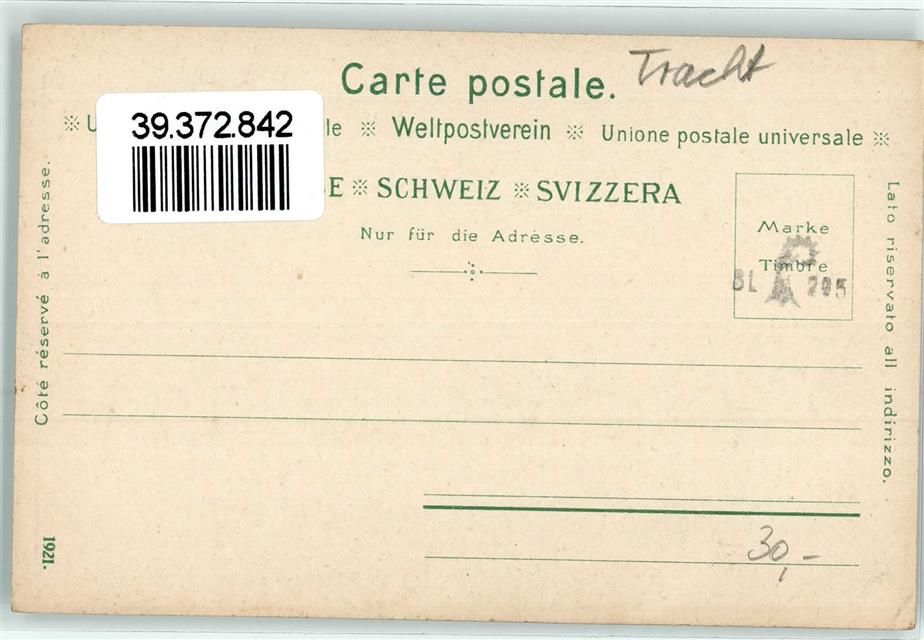 Carte postale. Tracht
39.372.842
※ U le ※ Weltpostverein ※ Unione postale universale ※
E ※ SCHWEIZ ※ SVIZZERA
Nur für die Adresse.
Marke
Timbre
BL 295
Côté réservé à l'adresse.
Lato riservato all indirizzo.
30,-
1921.